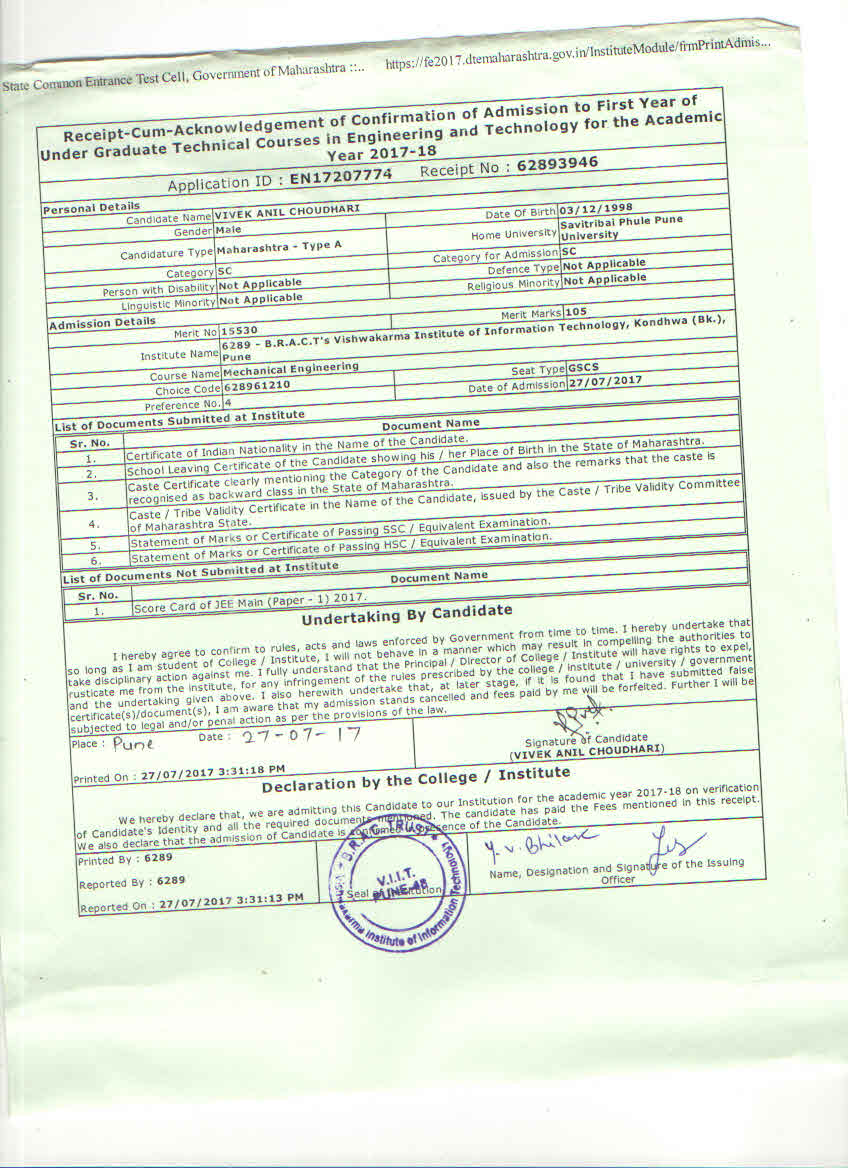 State Common Entrance Test Cell, Government of Maharashtra ::..
https://fe2017.dtemaharashtra.gov.in/InstituteModule/frmPrintAdmis...
Receipt-Cum-Acknowledgement of Confirmation of Admission to First Year of
Under Graduate Technical Courses in Engineering and Technology for the Academic
Year 2017-18
Application ID : EN17207774 Receipt No : 62893946
Personal Details
Candidate Name VIVEK ANIL CHOUDHARI
Gender Male Date Of Birth 03/12/1998
Candidature Type Maharashtra - Type A Home University Savitribai Phule Pune
University
Category SC Category for Admission SC
Person with Disability Not Applicable Defence Type Not Applicable
Linguistic Minority Not Applicable Religious Minority Not Applicable
Admission Details
Merit No 15530 Merit Marks 105
Institute Name 6289 - B.R.A.C.T's Vishwakarma Institute of Information Technology, Kondhwa (Bk.),
Pune
Course Name Mechanical Engineering
Choice Code 628961210 Seat Type GSCS
Preference No. 4 Date of Admission 27/07/2017
List of Documents Submitted at Institute
Sr. No. Document Name
1. Certificate of Indian Nationality in the Name of the Candidate.
2. School Leaving Certificate of the Candidate showing his / her Place of Birth in the State of Maharashtra.
3. Caste Certificate clearly mentioning the Category of the Candidate and also the remarks that the caste is
recognised as backward class in the State of Maharashtra.
4. Caste / Tribe Validity Certificate in the Name of the Candidate, issued by the Caste / Tribe Validity Committee
of Maharashtra State.
5. Statement of Marks or Certificate of Passing SSC / Equivalent Examination.
6. Statement of Marks or Certificate of Passing HSC / Equivalent Examination.
List of Documents Not Submitted at Institute
Sr. No. Document Name
1. Score Card of JEE Main (Paper - 1) 2017.
Undertaking By Candidate
I hereby agree to confirm to rules, acts and laws enforced by Government from time to time. I hereby undertake that
so long as I am student of College / Institute, I will not behave in a manner which may result in compelling the authorities to
take disciplinary action against me. I fully understand that the Principal / Director of College / Institute will have rights to expel,
rusticate me from the institute, for any infringement of the rules prescribed by the college / institute / university / government
and the undertaking given above. I also herewith undertake that, at later stage, if it is found that I have submitted false
certificate(s)/document(s), I am aware that my admission stands cancelled and fees paid by me will be forfeited. Further I will be
subjected to legal and/or penal action as per the provisions of the law.
Place : Pune Date : 27-07-17
Signature of Candidate
(VIVEK ANIL CHOUDHARI)
Printed On : 27/07/2017 3:31:18 PM
Declaration by the College / Institute
We hereby declare that, we are admitting this Candidate to our Institution for the academic year 2017-18 on verification
of Candidate's Identity and all the required documents mentioned. The candidate has paid the Fees mentioned in this receipt.
We also declare that the admission of Candidate is confirmed in presence of the Candidate.
Printed By : 6289
Reported By : 6289
Reported On : 27/07/2017 3:31:13 PM
Seal of Institution
B.R.A.C. TRUST
V.I.I.T.
PUNE-48
Vishwakarma Institute of Information Technology
Y. V. Bhilare
Name, Designation and Signature of the Issuing
Officer